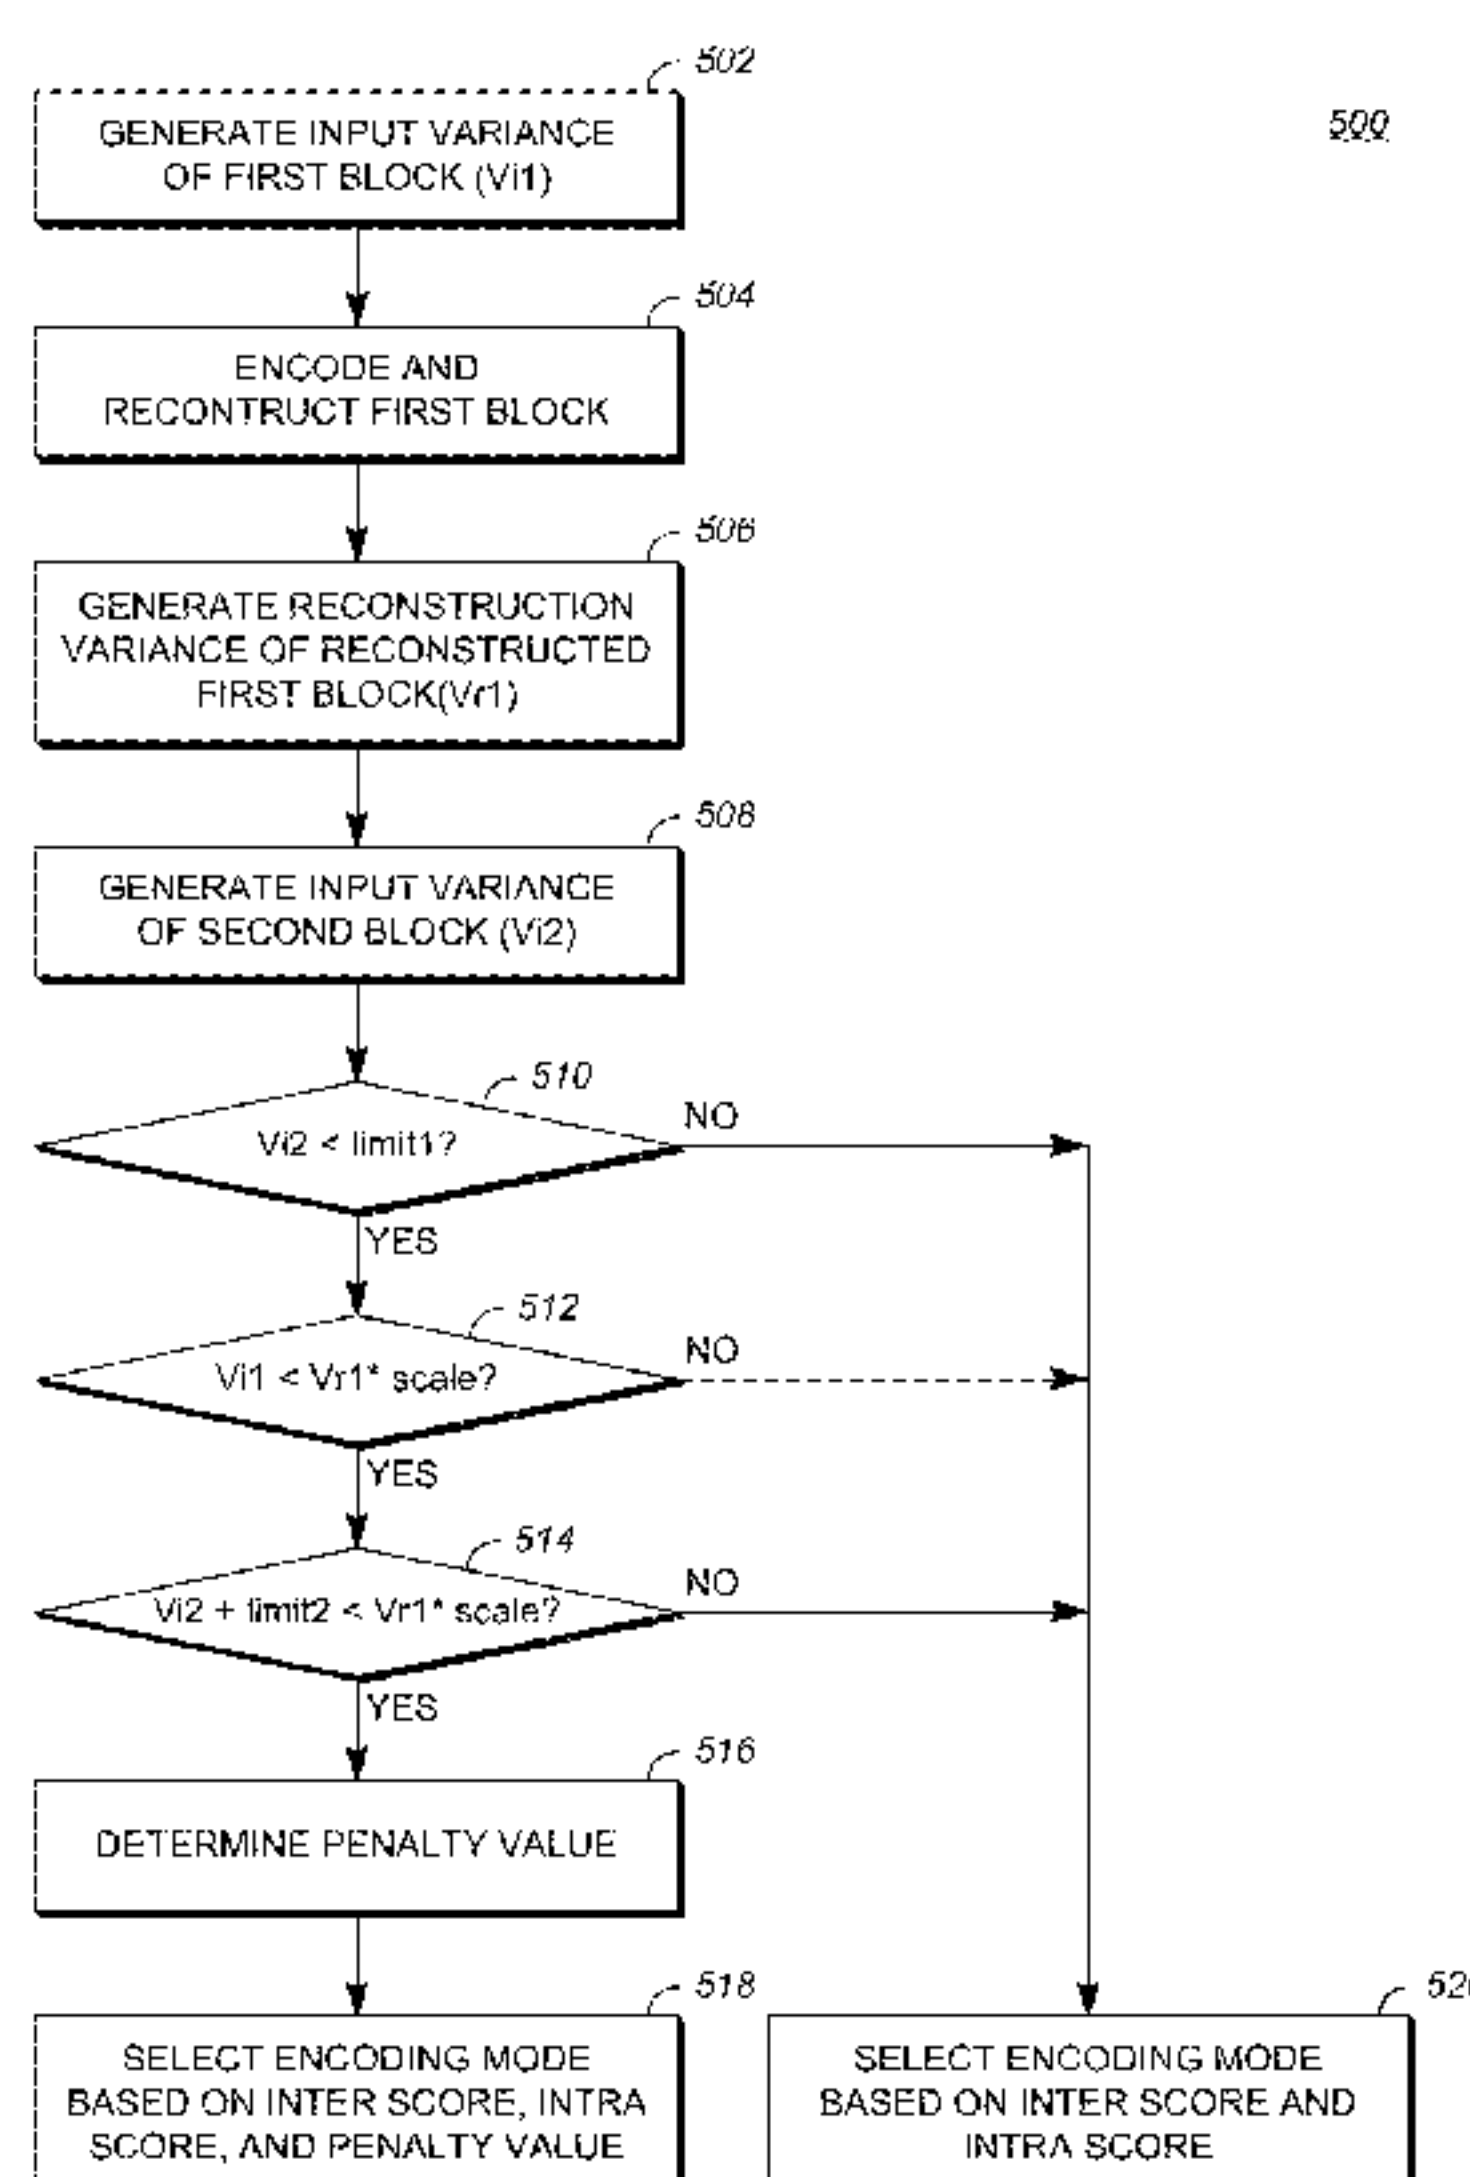 502
500
GENERATE INPUT VARIANCE
OF FIRST BLOCK (Vi1)
504
ENCODE AND
RECONTRUCT FIRST BLOCK
506
GENERATE RECONSTRUCTION
VARIANCE OF RECONSTRUCTED
FIRST BLOCK(Vr1)
508
GENERATE INPUT VARIANCE
OF SECOND BLOCK (Vi2)
510
Vi2 < limit1?
NO
YES
512
Vi1 < Vr1* scale?
NO
YES
514
Vi2 + limit2 < Vr1* scale?
NO
YES
516
DETERMINE PENALTY VALUE
518
SELECT ENCODING MODE
BASED ON INTER SCORE, INTRA
SCORE, AND PENALTY VALUE
SELECT ENCODING MODE
BASED ON INTER SCORE AND
INTRA SCORE